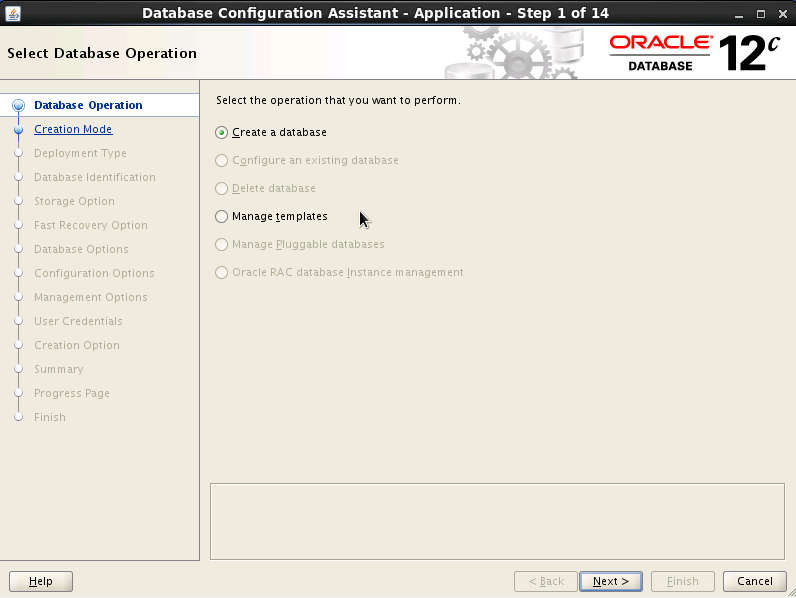 Database Configuration Assistant - Application - Step 1 of 14
Select Database Operation
ORACLE
DATABASE
12c
Database Operation
Creation Mode
Deployment Type
Database Identification
Storage Option
Fast Recovery Option
Database Options
Configuration Options
Management Options
User Credentials
Creation Option
Summary
Progress Page
Finish
Select the operation that you want to perform.
Create a database
Configure an existing database
Delete database
Manage templates
Manage Pluggable databases
Oracle RAC database Instance management
Help
< Back
Next >
Finish
Cancel